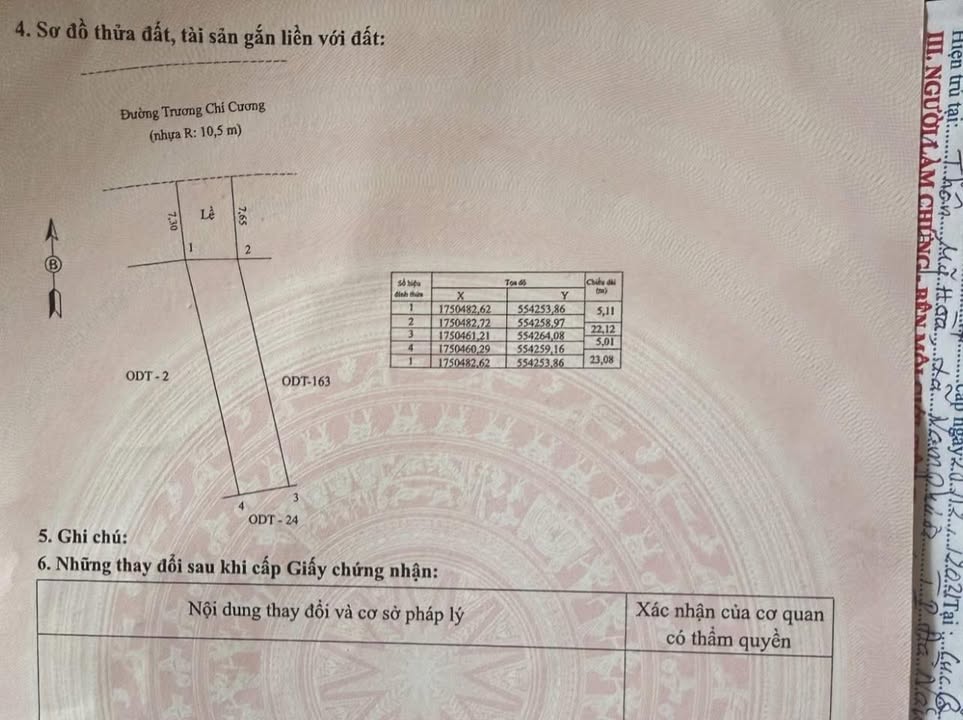 4. Sơ đồ thửa đất, tài sản gắn liền với đất:
Đường Trương Chí Cương
(nhựa R: 10,5 m)
7,30
Lề
7,65
1
2
B
ODT - 2
ODT-163
4
3
ODT - 24
Số hiệu đỉnh thửa Tọa độ Chiều dài (m)
X Y
1 1750482,62 554253,86
5,11
2 1750482,72 554258,97
22,12
3 1750461,21 554264,08
5,01
4 1750460,29 554259,16
23,08
1 1750482,62 554253,86
5. Ghi chú:
6. Những thay đổi sau khi cấp Giấy chứng nhận:
Nội dung thay đổi và cơ sở pháp lý
Xác nhận của cơ quan
có thẩm quyền
III. NGƯỜI LÀM CHỨNG
Hiện trú tại:
cấp ngày
Tại